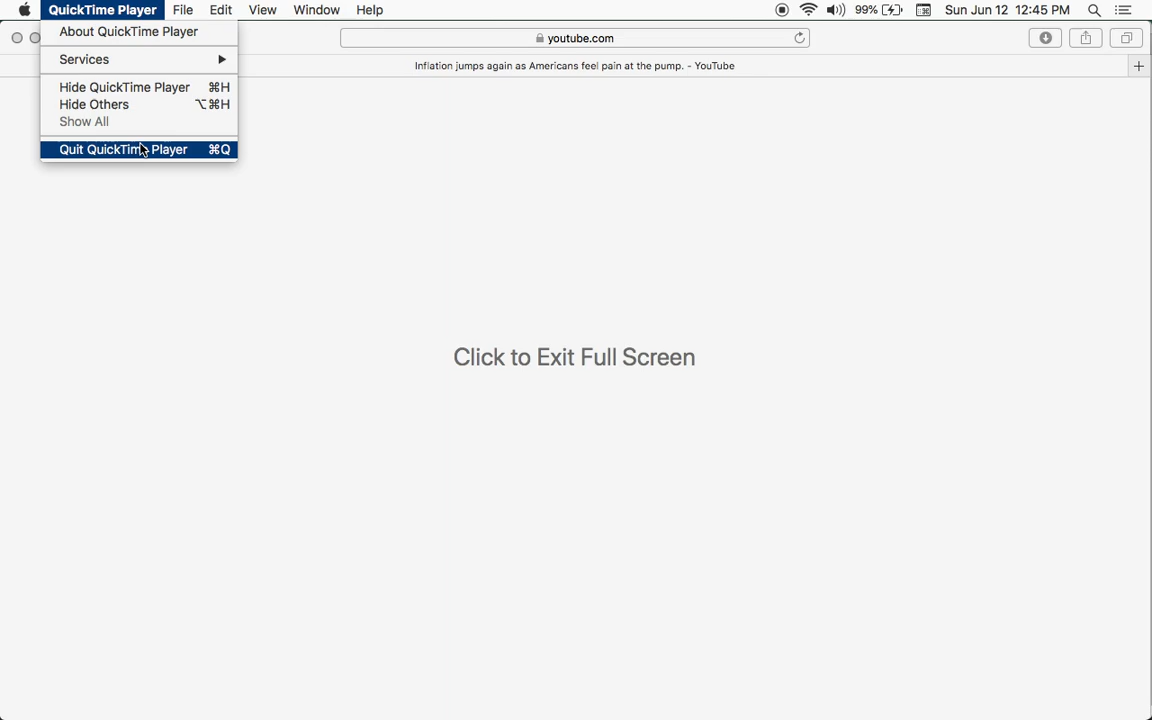 QuickTime Player File Edit View Window Help 99% Sun Jun 12 12:45 PM
About QuickTime Player
youtube.com
Services
Inflation jumps again as Americans feel pain at the pump. - YouTube
Hide QuickTime Player ⌘H
Hide Others ⌥⌘H
Show All
Quit QuickTime Player ⌘Q
Click to Exit Full Screen